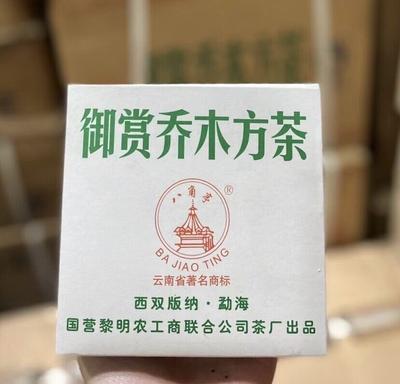 御赏乔木方茶
八角亭
®
BA JIAO TING
云南省著名商标
西双版纳·勐海
国营黎明农工商联合公司茶厂出品